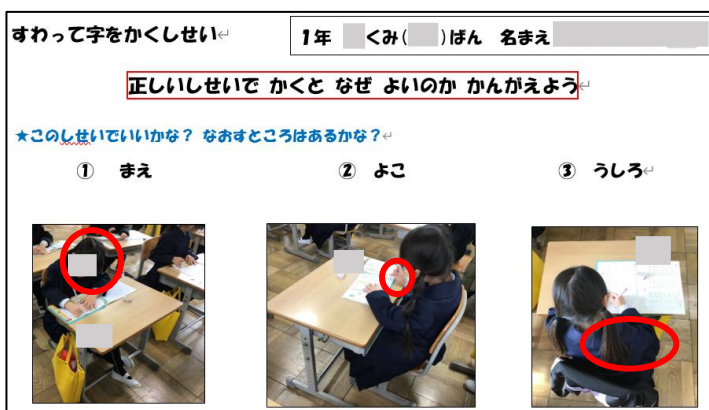 すわって字をかくしせい
1年 くみ( )ばん 名まえ
正しいしせいで かくと なぜ よいのか かんがえよう
★このしせいでいいかな? なおすところはあるかな?
① まえ ② よこ ③ うしろ